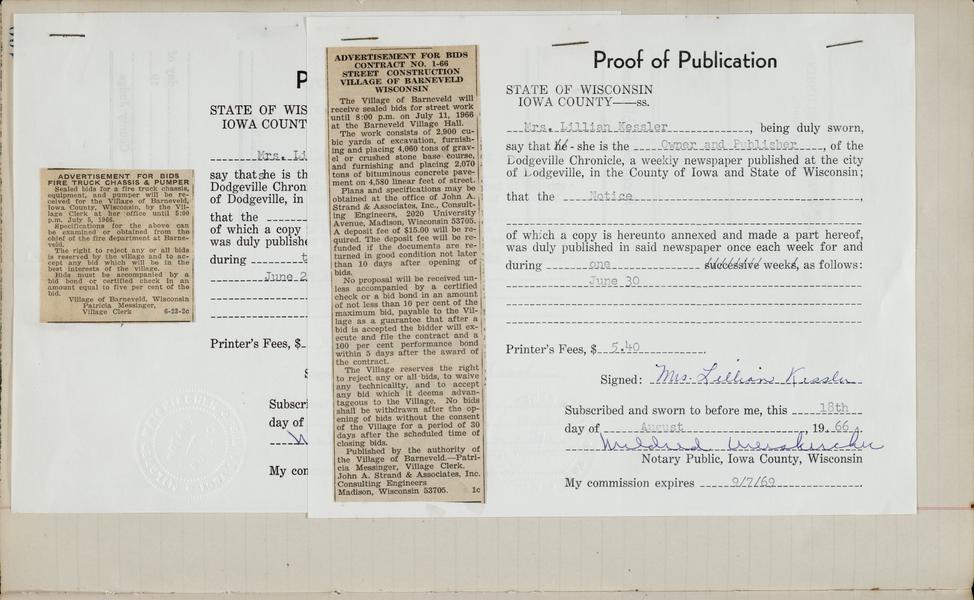 ADVERTISEMENT FOR BIDS
FIRE TRUCK CHASSIS & PUMPER
Sealed bids for a fire truck chassis,
equipment, and pumper will be re-
ceived for the Village of Barneveld,
Iowa County, Wisconsin, by the Vil-
lage Clerk at her office until 5:00
p.m. July 5, 1966.
Specifications for the above can
be examined or obtained from the
chief of the fire department at Barne-
veld.
The right to reject any or all bids
is reserved by the village and to ac-
cept any bid which will be in the
best interests of the village.
Bids must be accompanied by a
bid bond or certified check in an
amount equal to five per cent of the
bid.
Village of Barneveld, Wisconsin
Patricia Messinger,
Village Clerk 6-22-2c
P
STATE OF WIS
IOWA COUNT
Mrs. Li
say that she is th
Dodgeville Chron
of Dodgeville, in
that the
of which a copy
was duly publishe
during t
June 2
Printer's Fees, $
S
Subscri
day of
My con
ADVERTISEMENT FOR BIDS
CONTRACT NO. 1-66
STREET CONSTRUCTION
VILLAGE OF BARNEVELD
WISCONSIN
The Village of Barneveld will
receive sealed bids for street work
until 8:00 p.m. on July 11, 1966
at the Barneveld Village Hall.
The work consists of 2,900 cu-
bic yards of excavation, furnish-
ing and placing 4,060 tons of grav-
el or crushed stone base course,
and furnishing and placing 2,070
tons of bituminous concrete pave-
ment on 4,580 linear feet of street.
Plans and specifications may be
obtained at the office of John A.
Strand & Associates, Inc., Consult-
ing Engineers, 2020 University
Avenue, Madison, Wisconsin 53705.
A deposit fee of $15.00 will be re-
quired. The deposit fee will be re-
funded if the documents are re-
turned in good condition not later
than 10 days after opening of
bids.
No proposal will be received un-
less accompanied by a certified
check or a bid bond in an amount
of not less than 10 per cent of the
maximum bid, payable to the Vil-
lage as a guarantee that after a
bid is accepted the bidder will ex-
ecute and file the contract and a
100 per cent performance bond
within 5 days after the award of
the contract.
The Village reserves the right
to reject any or all bids, to waive
any technicality, and to accept
any bid which it deems advan-
tageous to the Village. No bids
shall be withdrawn after the op-
ening of bids without the consent
of the Village for a period of 30
days after the scheduled time of
closing bids.
Published by the authority of
the Village of Barneveld.—Patri-
cia Messinger, Village Clerk.
John A. Strand & Associates, Inc.
Consulting Engineers
Madison, Wisconsin 53705. 1c
Proof of Publication
STATE OF WISCONSIN
IOWA COUNTY—ss.
Mrs. Lillian Kessler, being duly sworn,
say that he - she is the Owner and Publisher, of the
Dodgeville Chronicle, a weekly newspaper published at the city
of Dodgeville, in the County of Iowa and State of Wisconsin;
that the Notice,
of which a copy is hereunto annexed and made a part hereof,
was duly published in said newspaper once each week for and
during one successive weeks, as follows:
June 30
Printer's Fees, $ 5.40.
Signed: Mrs. Lillian Kessler
Subscribed and sworn to before me, this 18th
day of August, 19 66.
Mildred
Notary Public, Iowa County, Wisconsin
My commission expires 9/7/69.